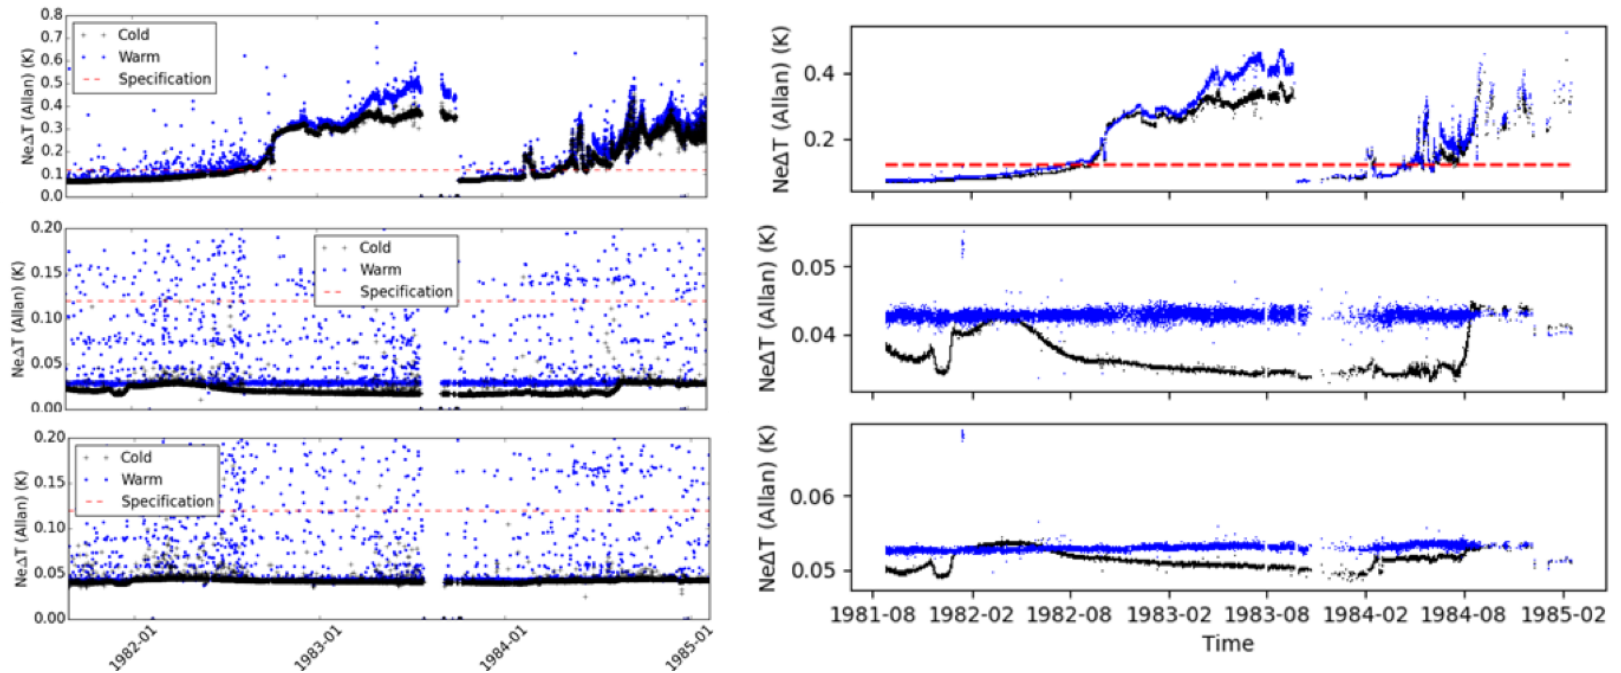 NeΔT (Allan) (K)
0.8
0.7
0.6
0.5
0.4
0.3
0.2
0.1
0.0
Cold
Warm
Specification
NeΔT (Allan) (K)
0.20
0.15
0.10
0.05
0.00
Cold
Warm
Specification
NeΔT (Allan) (K)
0.20
0.15
0.10
0.05
0.00
Cold
Warm
Specification
1982-01
1983-01
1984-01
1985-01
NeΔT (Allan) (K)
0.4
0.2
NeΔT (Allan) (K)
0.05
0.04
NeΔT (Allan) (K)
0.06
0.05
1981-08
1982-02
1982-08
1983-02
1983-08
1984-02
1984-08
1985-02
Time